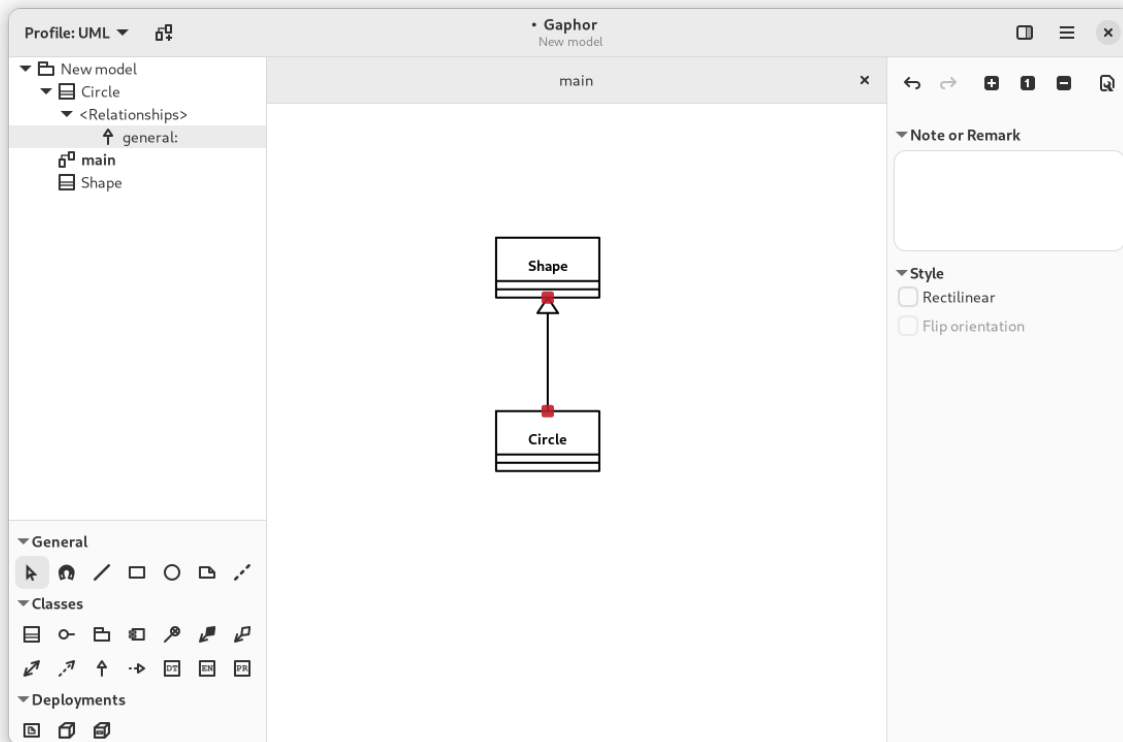 Profile: UML
• Gaphor
New model
New model
Circle
<Relationships>
general:
main
Shape
General
Classes
DT
EN
PR
Deployments
main
Shape
Circle
1
Note or Remark
Style
Rectilinear
Flip orientation